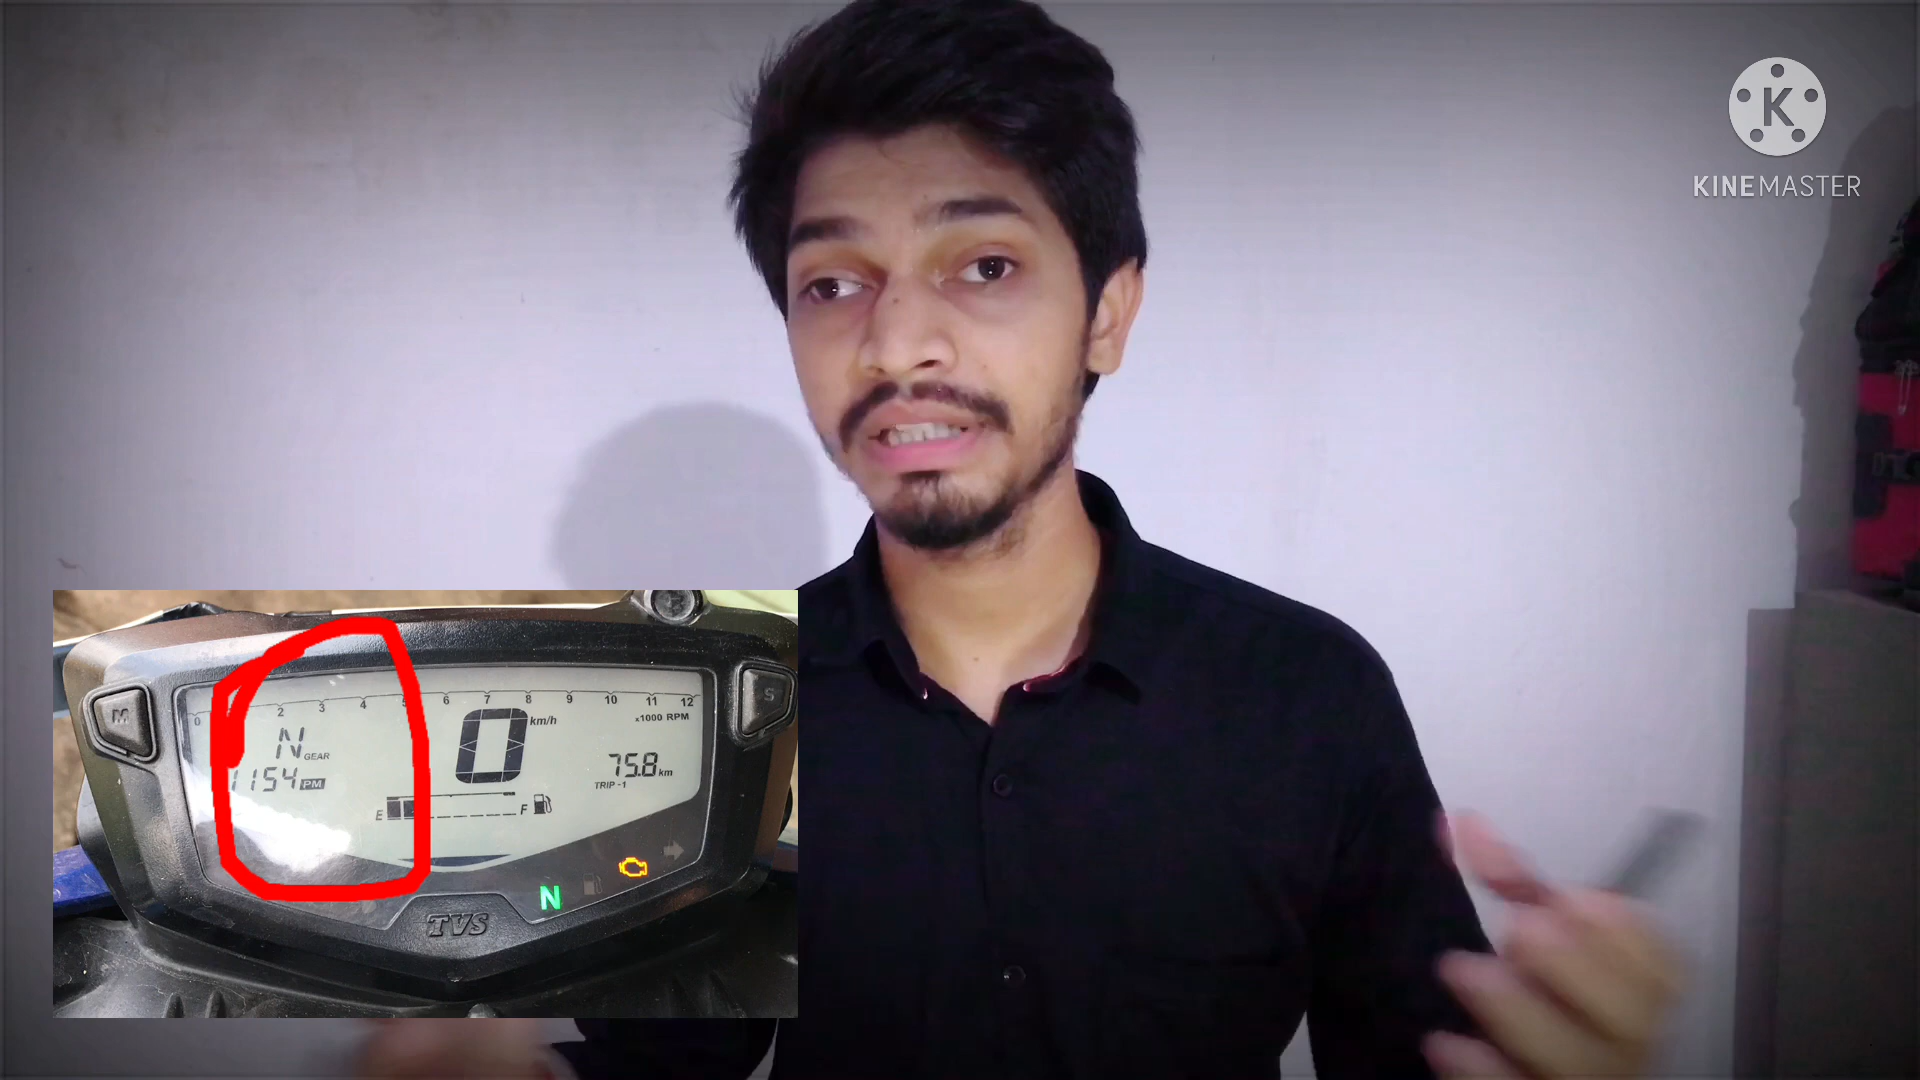 K
KINEMASTER
M
S
0 2 3 4 5 6 7 8 9 10 11 12
x1000 RPM
N GEAR
0 km/h
1154 PM
75.8 km
TRIP-1
E F
N
TVS